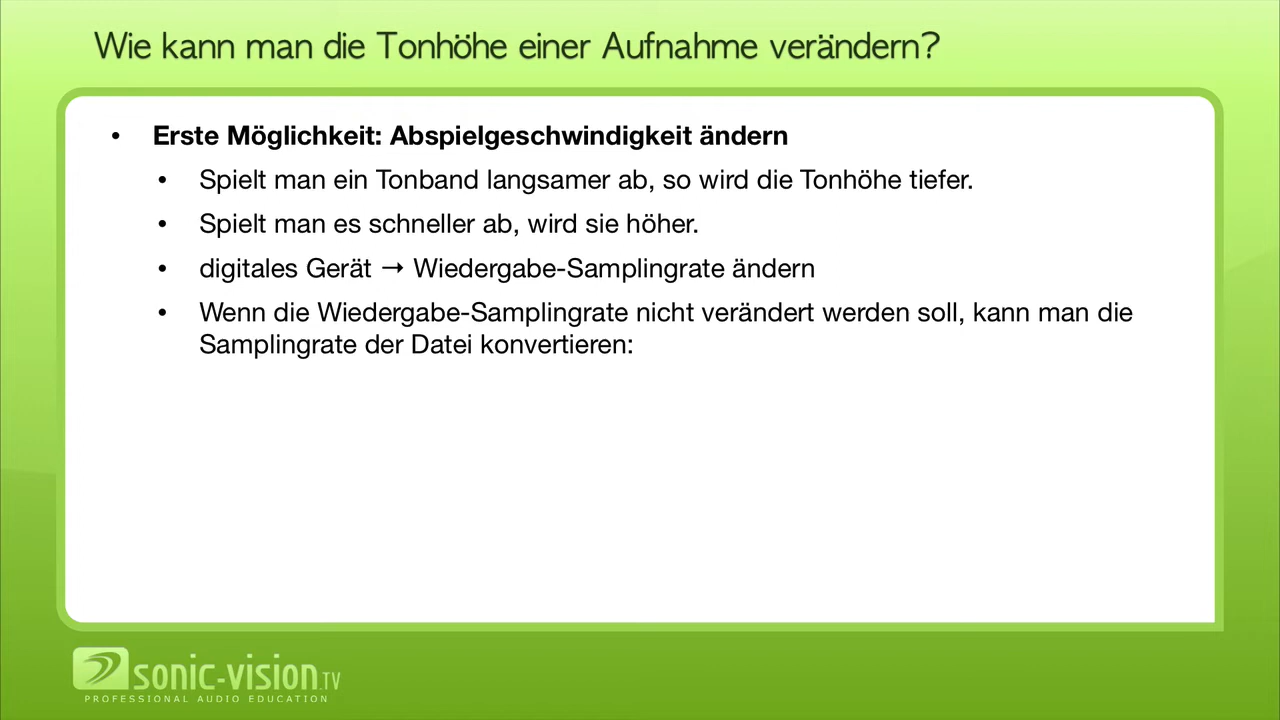 Wie kann man die Tonhöhe einer Aufnahme verändern?
• Erste Möglichkeit: Abspielgeschwindigkeit ändern
• Spielt man ein Tonband langsamer ab, so wird die Tonhöhe tiefer.
• Spielt man es schneller ab, wird sie höher.
• digitales Gerät → Wiedergabe-Samplingrate ändern
• Wenn die Wiedergabe-Samplingrate nicht verändert werden soll, kann man die
Samplingrate der Datei konvertieren:
sonic-vision.TV
PROFESSIONAL AUDIO EDUCATION